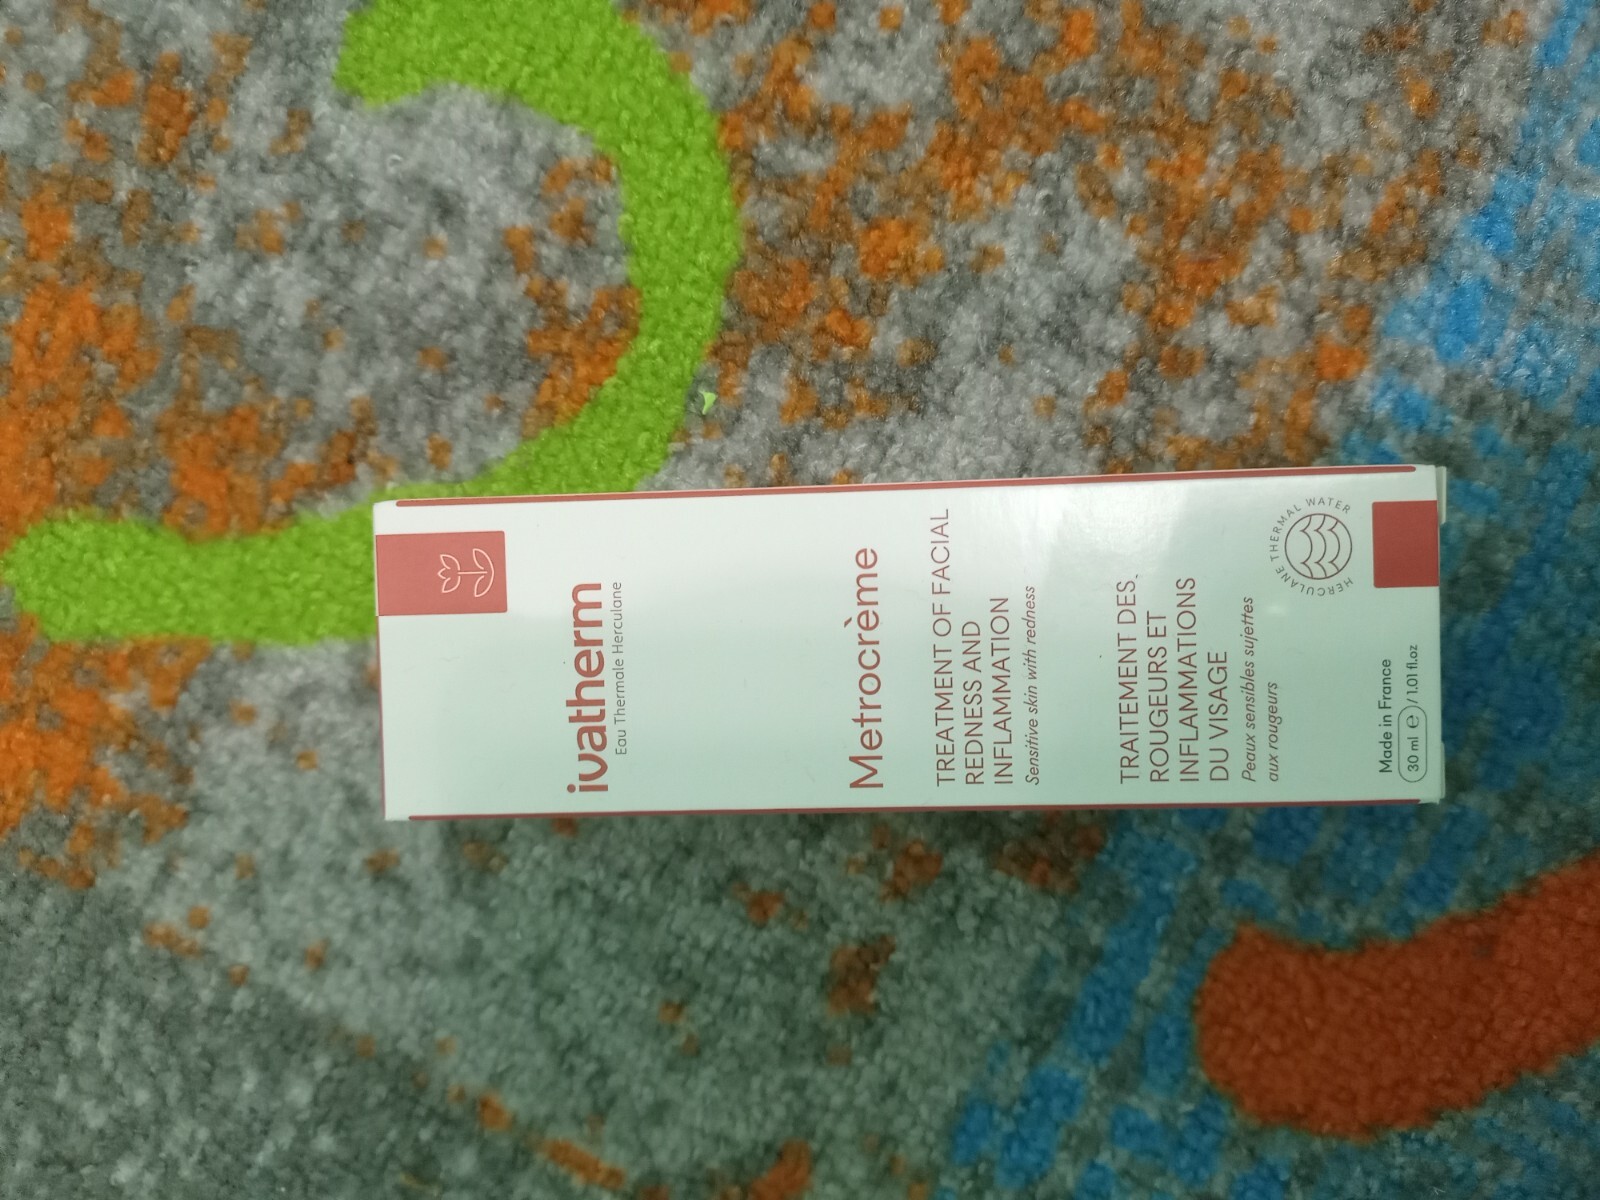 ivatherm
Eau Thermale Herculane
Metrocrème
TREATMENT OF FACIAL
REDNESS AND
INFLAMMATION
Sensitive skin with redness
TRAITEMENT DES
ROUGEURS ET
INFLAMMATIONS
DU VISAGE
Peaux sensibles sujettes
aux rougeurs
HERCULANE THERMAL WATER
HERCULANE
Made in France
30 ml e / 1.01 fl.oz